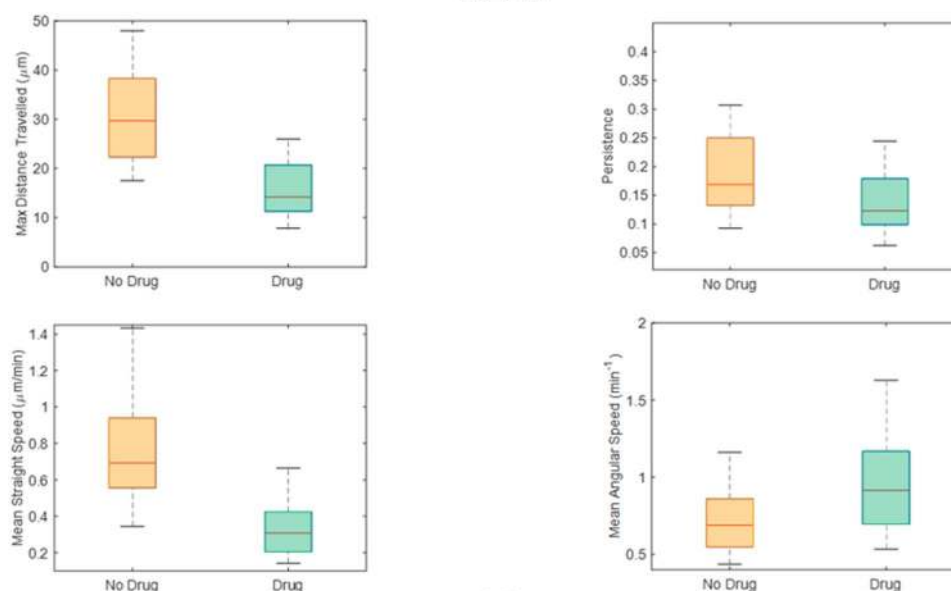 Max Distance Travelled (μm)
50
40
30
20
10
0
No Drug
Drug
Persistence
0.4
0.35
0.3
0.25
0.2
0.15
0.1
0.05
No Drug
Drug
Mean Straight Speed (μm/min)
1.4
1.2
1
0.8
0.6
0.4
0.2
No Drug
Drug
Mean Angular Speed (min⁻¹)
2
1.5
1
0.5
No Drug
Drug